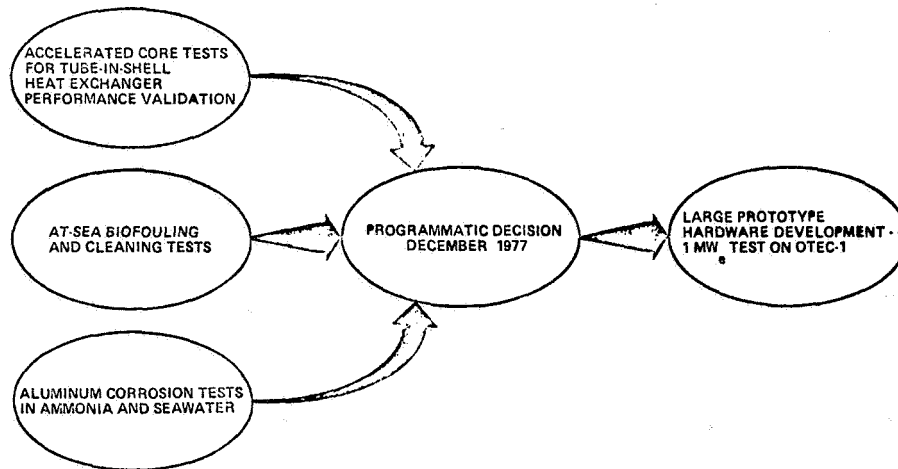 ACCELERATED CORE TESTS
FOR TUBE-IN-SHELL
HEAT EXCHANGER
PERFORMANCE VALIDATION
AT-SEA BIOFOULING
AND CLEANING TESTS
PROGRAMMATIC DECISION
DECEMBER 1977
LARGE PROTOTYPE
HARDWARE DEVELOPMENT -
1 MWe TEST ON OTEC-1
ALUMINUM CORROSION TESTS
IN AMMONIA AND SEAWATER